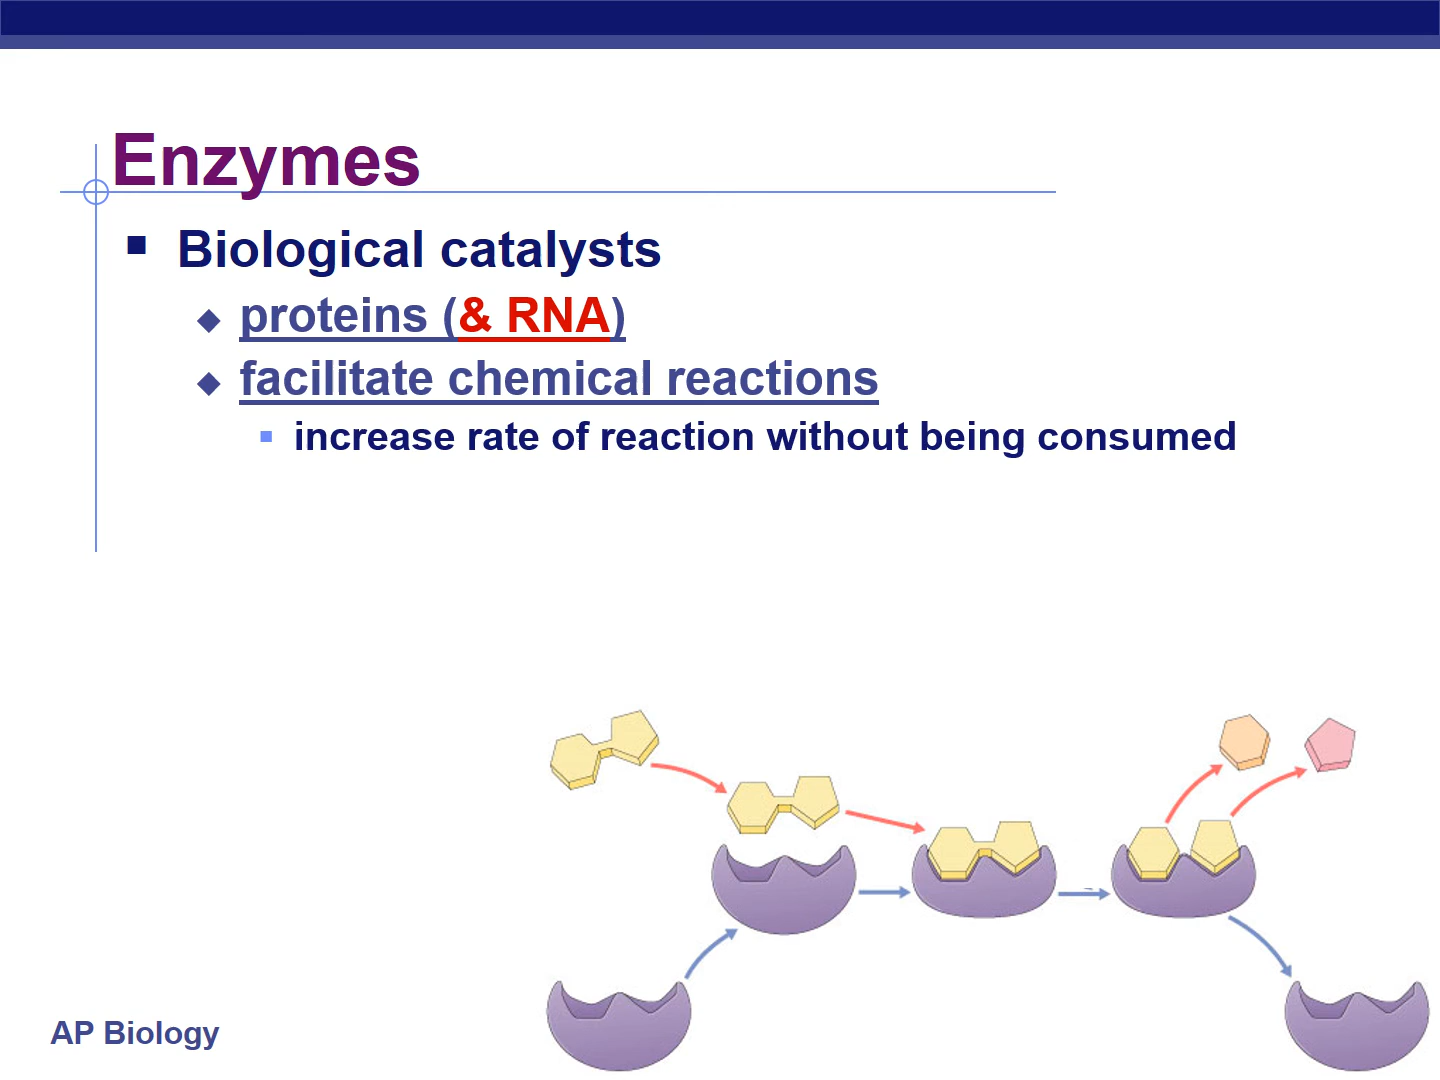 Enzymes
Biological catalysts
proteins (& RNA)
facilitate chemical reactions
increase rate of reaction without being consumed
AP Biology